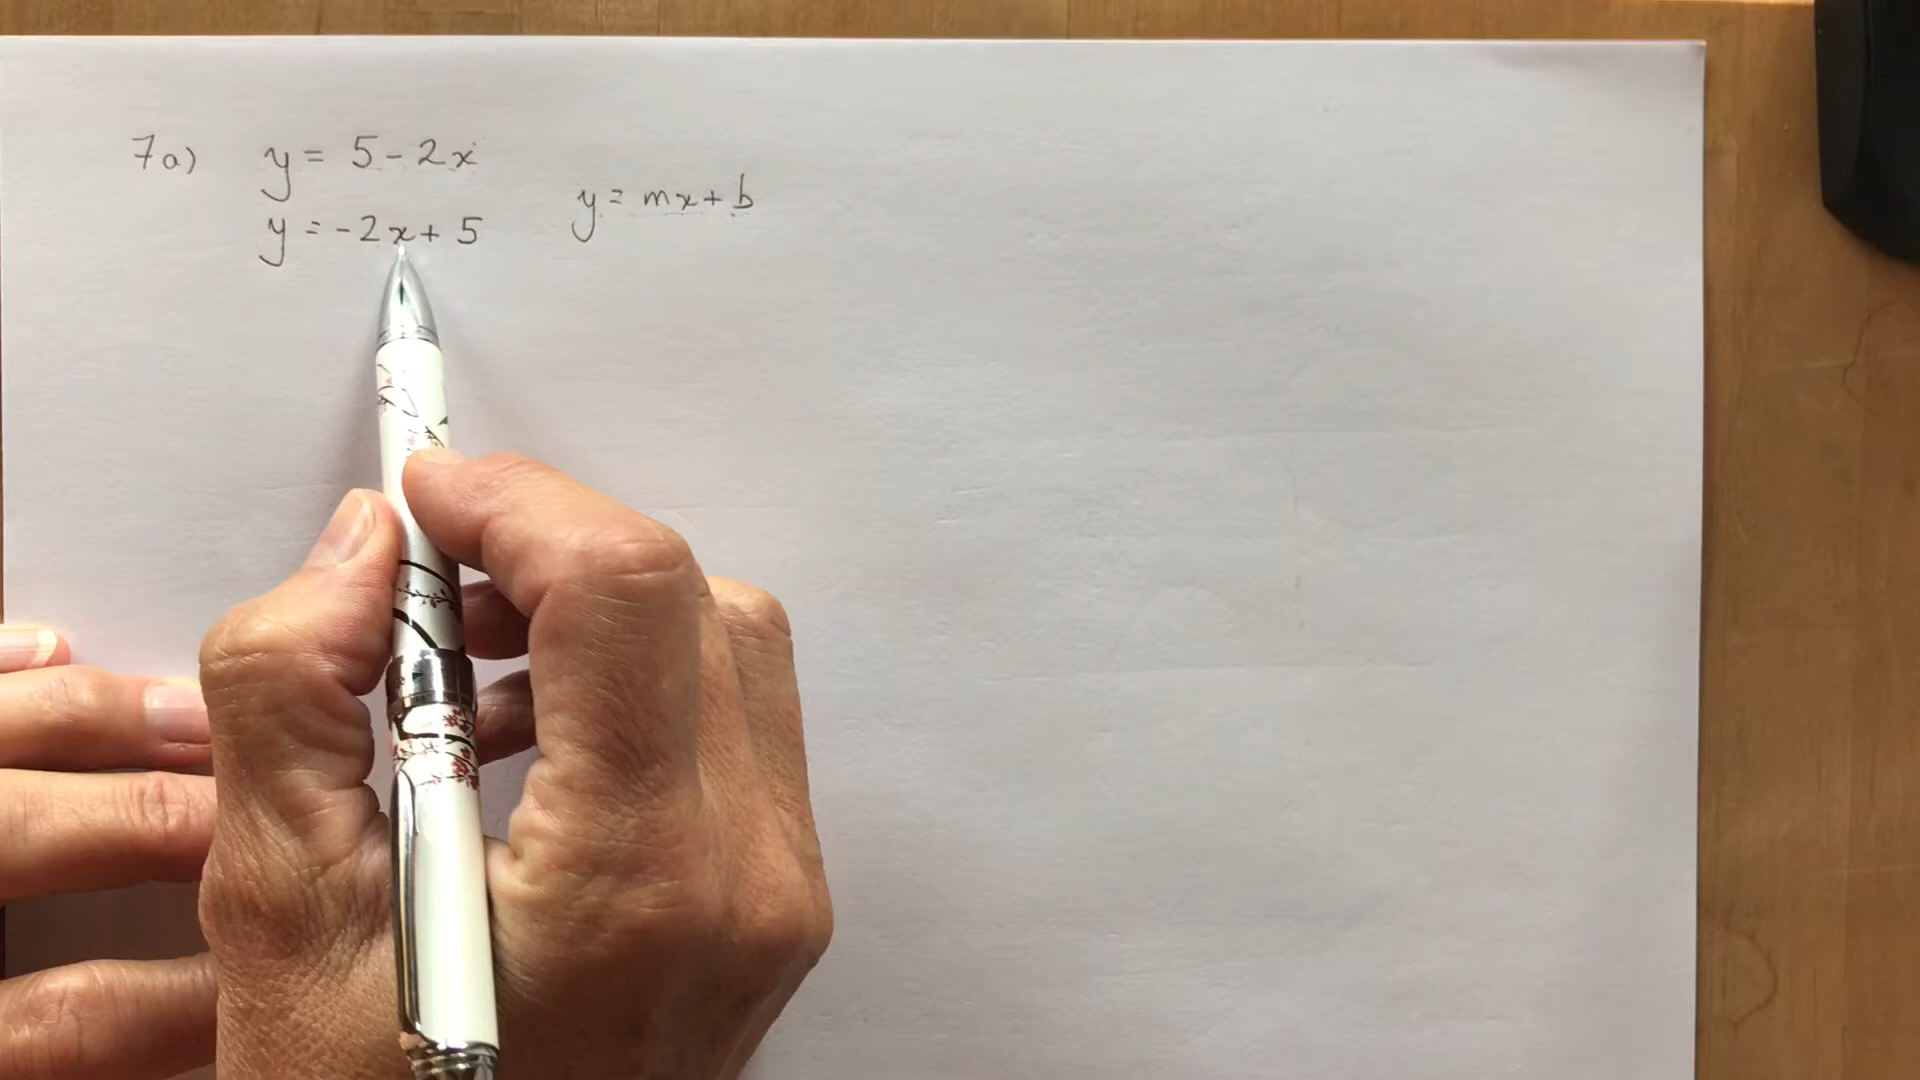 7a) y = 5 - 2x
y = mx + b
y = -2x + 5